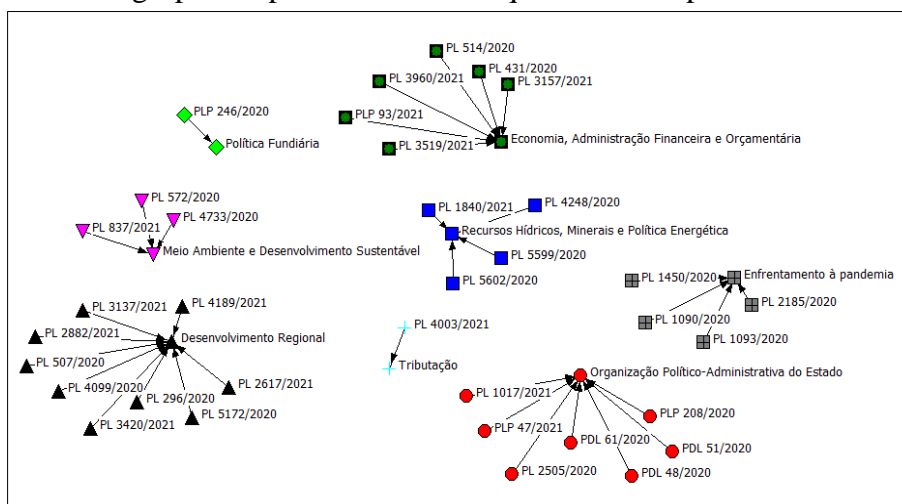 PL 514/2020
PL 431/2020
PL 3960/2021
PL 3157/2021
PLP 246/2020
PLP 93/2021
Economia, Administração Financeira e Orçamentária
Política Fundiária
PL 3519/2021
PL 572/2020
PL 4733/2020
PL 837/2021
Meio Ambiente e Desenvolvimento Sustentável
PL 1840/2021
PL 4248/2020
Recursos Hídricos, Minerais e Política Energética
PL 5599/2020
PL 5602/2020
PL 1450/2020
Enfrentamento à pandemia
PL 2185/2020
PL 1090/2020
PL 1093/2020
PL 3137/2021
PL 4189/2021
PL 2882/2021
Desenvolvimento Regional
PL 507/2020
PL 4099/2020
PL 296/2020
PL 2617/2021
PL 3420/2021
PL 5172/2020
PL 4003/2021
Tributação
Organização Político-Administrativa do Estado
PL 1017/2021
PLP 208/2020
PLP 47/2021
PDL 61/2020
PDL 51/2020
PL 2505/2020
PDL 48/2020